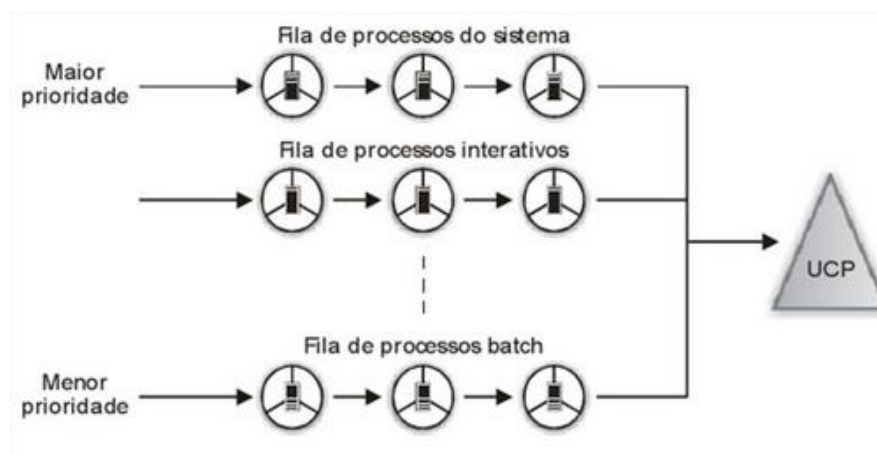 Fila de processos do sistema
Maior
prioridade
Fila de processos interativos
UCP
Fila de processos batch
Menor
prioridade